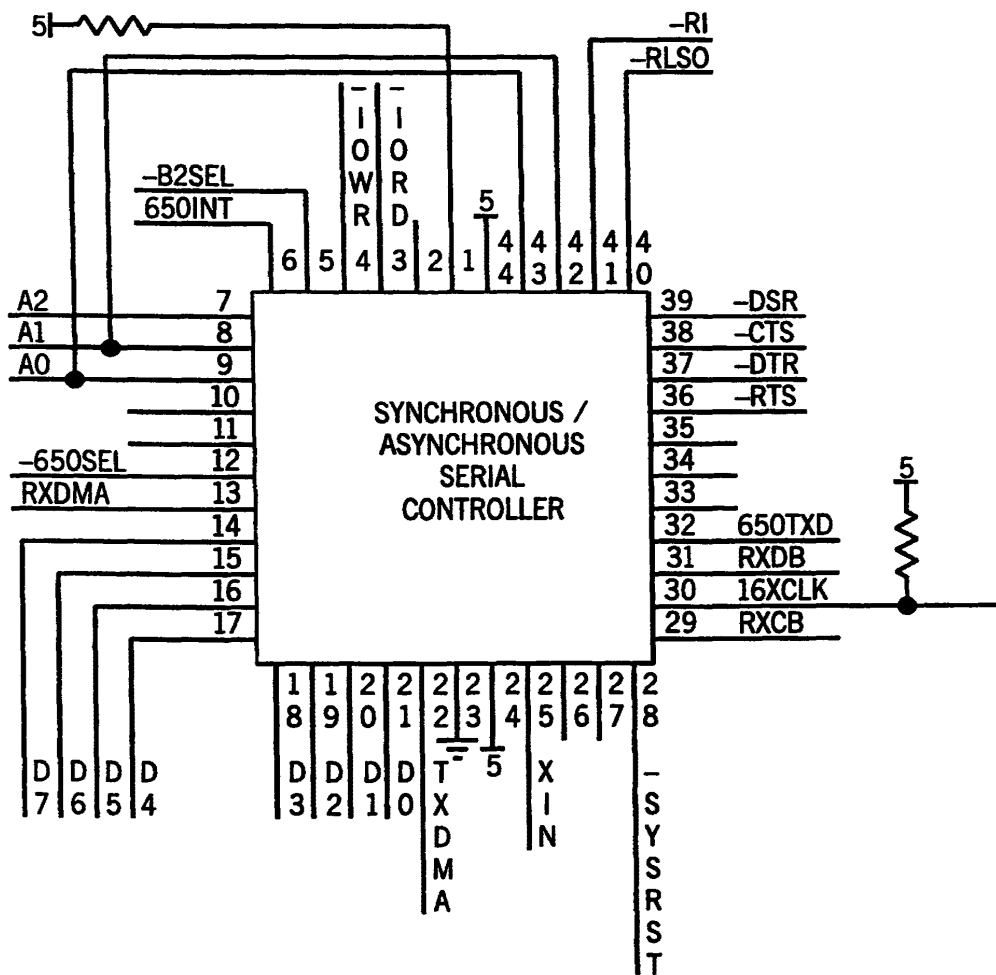 5
-RI
-RLSO
-IOWR
-IORD
-B2SEL
650INT
5
6 5 4 3 2 1 44 43 42 41 40
A2 7
A1 8
A0 9
10
11
-650SEL 12
RXDMA 13
14
15
16
17
SYNCHRONOUS /
ASYNCHRONOUS
SERIAL
CONTROLLER
39 -DSR
38 -CTS
37 -DTR
36 -RTS
35
34
33
32 650TXD
31 RXDB
30 16XCLK
29 RXCB
5
18 19 20 21 22 23 24 25 26 27 28
5
D7 D6 D5 D4 D3 D2 D1 D0
TXDMA
XIN
-SYSRST